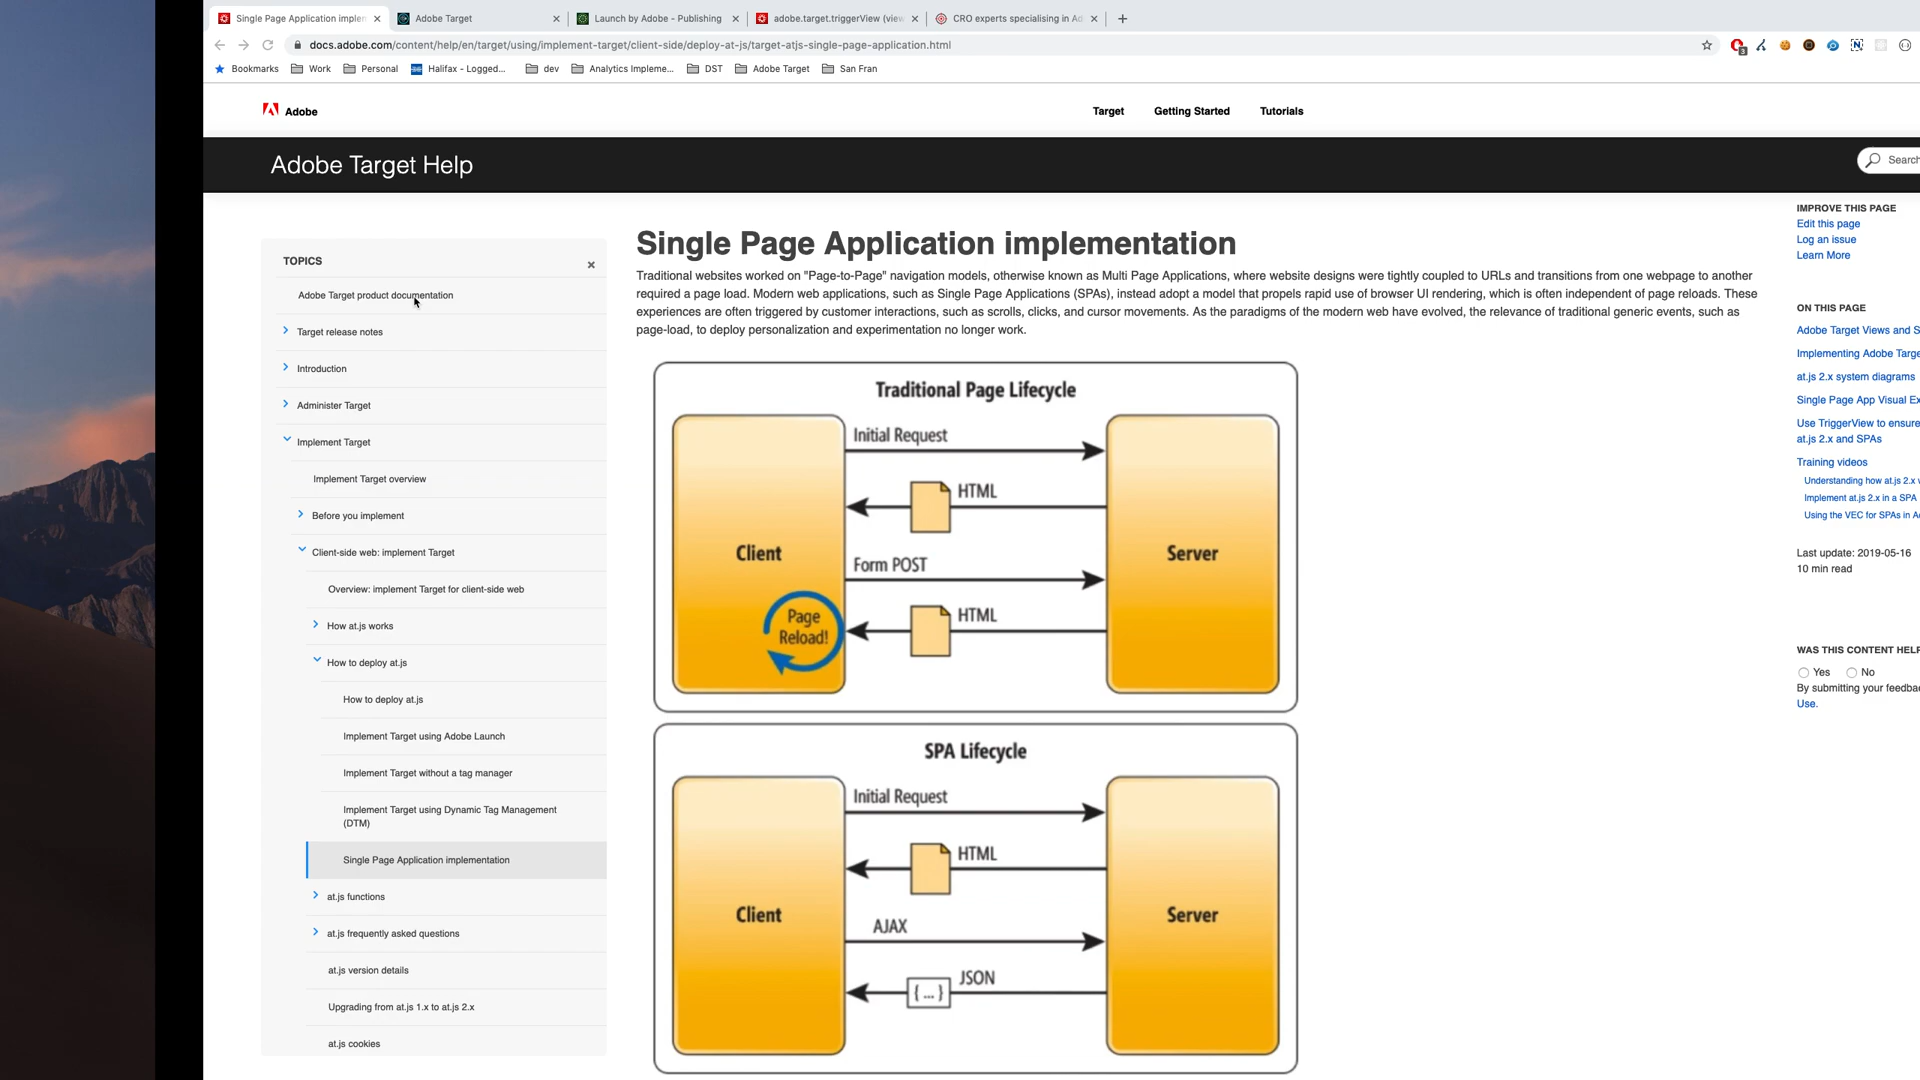 Single Page Application implem
Adobe Target
Launch by Adobe - Publishing
adobe.target.triggerView (view
CRO experts specialising in Ad
docs.adobe.com/content/help/en/target/using/implement-target/client-side/deploy-at-js/target-atjs-single-page-application.html
Bookmarks
Work
Personal
Halifax - Logged...
dev
Analytics Impleme...
DST
Adobe Target
San Fran
Adobe
Target
Getting Started
Tutorials
Adobe Target Help
Search
TOPICS
Adobe Target product documentation
Target release notes
Introduction
Administer Target
Implement Target
Implement Target overview
Before you implement
Client-side web: implement Target
Overview: implement Target for client-side web
How at.js works
How to deploy at.js
How to deploy at.js
Implement Target using Adobe Launch
Implement Target without a tag manager
Implement Target using Dynamic Tag Management
(DTM)
Single Page Application implementation
at.js functions
at.js frequently asked questions
at.js version details
Upgrading from at.js 1.x to at.js 2.x
at.js cookies
Single Page Application implementation
Traditional websites worked on "Page-to-Page" navigation models, otherwise known as Multi Page Applications, where website designs were tightly coupled to URLs and transitions from one webpage to another
required a page load. Modern web applications, such as Single Page Applications (SPAs), instead adopt a model that propels rapid use of browser UI rendering, which is often independent of page reloads. These
experiences are often triggered by customer interactions, such as scrolls, clicks, and cursor movements. As the paradigms of the modern web have evolved, the relevance of traditional generic events, such as
page-load, to deploy personalization and experimentation no longer work.
Traditional Page Lifecycle
Initial Request
HTML
Client
Server
Form POST
HTML
Page
Reload!
SPA Lifecycle
Initial Request
HTML
Client
Server
AJAX
JSON
{ ... }
IMPROVE THIS PAGE
Edit this page
Log an issue
Learn More
ON THIS PAGE
Adobe Target Views and S
Implementing Adobe Targe
at.js 2.x system diagrams
Single Page App Visual Ex
Use TriggerView to ensure
at.js 2.x and SPAs
Training videos
Understanding how at.js 2.x w
Implement at.js 2.x in a SPA
Using the VEC for SPAs in A
Last update: 2019-05-16
10 min read
WAS THIS CONTENT HELP
Yes
No
By submitting your feedba
Use.